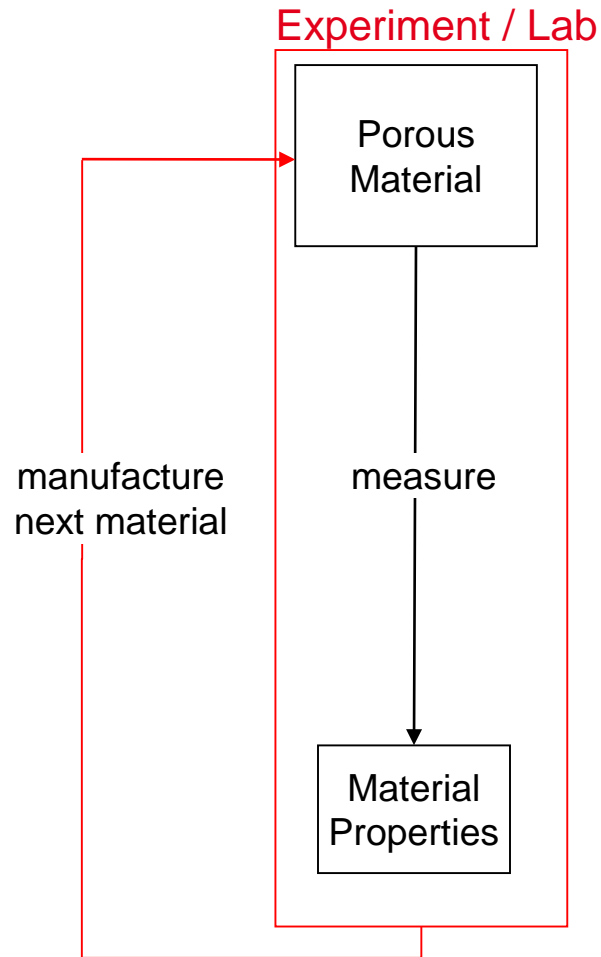 Experiment / Lab
Porous
Material
manufacture
next material
measure
Material
Properties